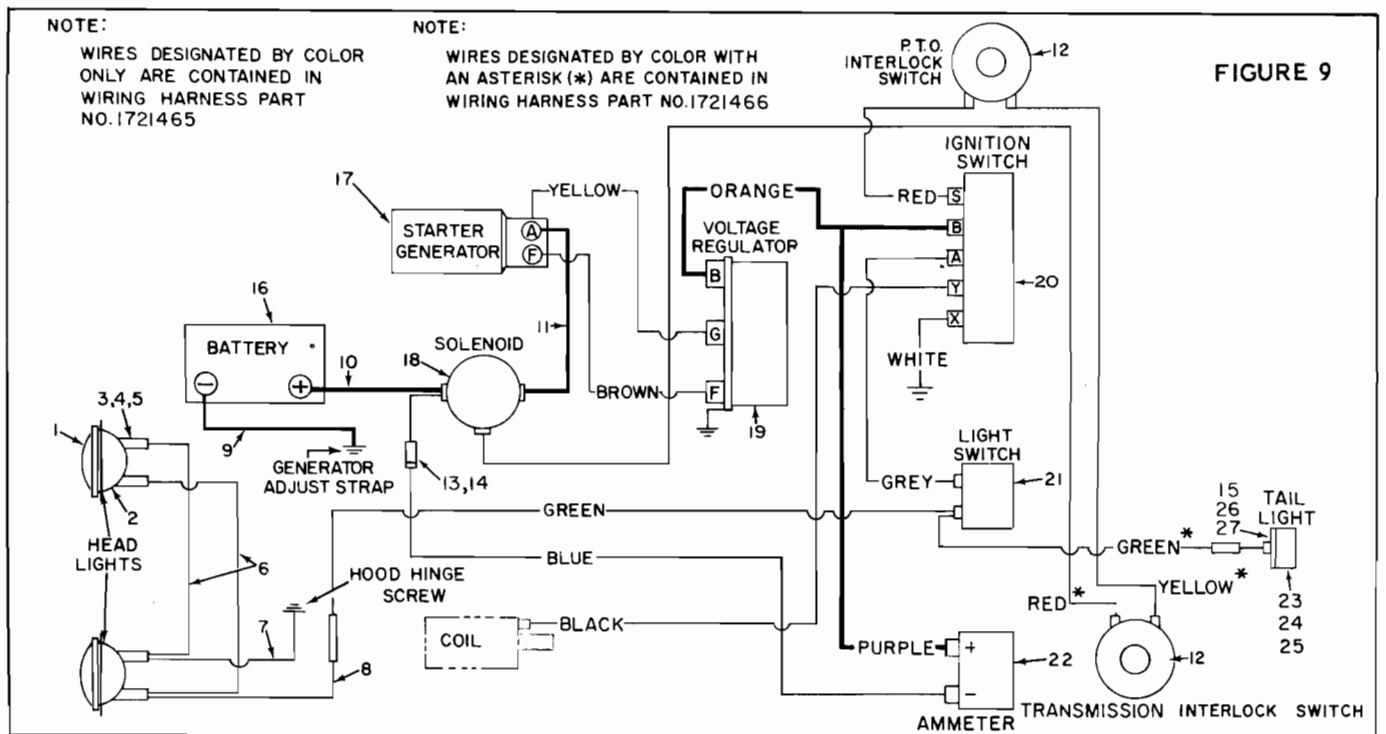 NOTE:
WIRES DESIGNATED BY COLOR
ONLY ARE CONTAINED IN
WIRING HARNESS PART
NO.1721465
NOTE:
WIRES DESIGNATED BY COLOR WITH
AN ASTERISK (*) ARE CONTAINED IN
WIRING HARNESS PART NO.1721466
P.T.O.
INTERLOCK
SWITCH
12
FIGURE 9
IGNITION
SWITCH
17
YELLOW
ORANGE
RED
S
STARTER
GENERATOR
A
F
VOLTAGE
REGULATOR
B
B
A
Y
X
20
16
BATTERY
10
18
SOLENOID
11
G
WHITE
BROWN
F
19
3,4,5
1
9
GENERATOR
ADJUST STRAP
13,14
LIGHT
SWITCH
GREY
21
2
GREEN
15
26
27
TAIL
LIGHT
HEAD
LIGHTS
6
BLUE
GREEN*
HOOD HINGE
SCREW
YELLOW*
RED*
23
24
25
7
8
COIL
BLACK
PURPLE
+
-
22
12
AMMETER
TRANSMISSION INTERLOCK SWITCH